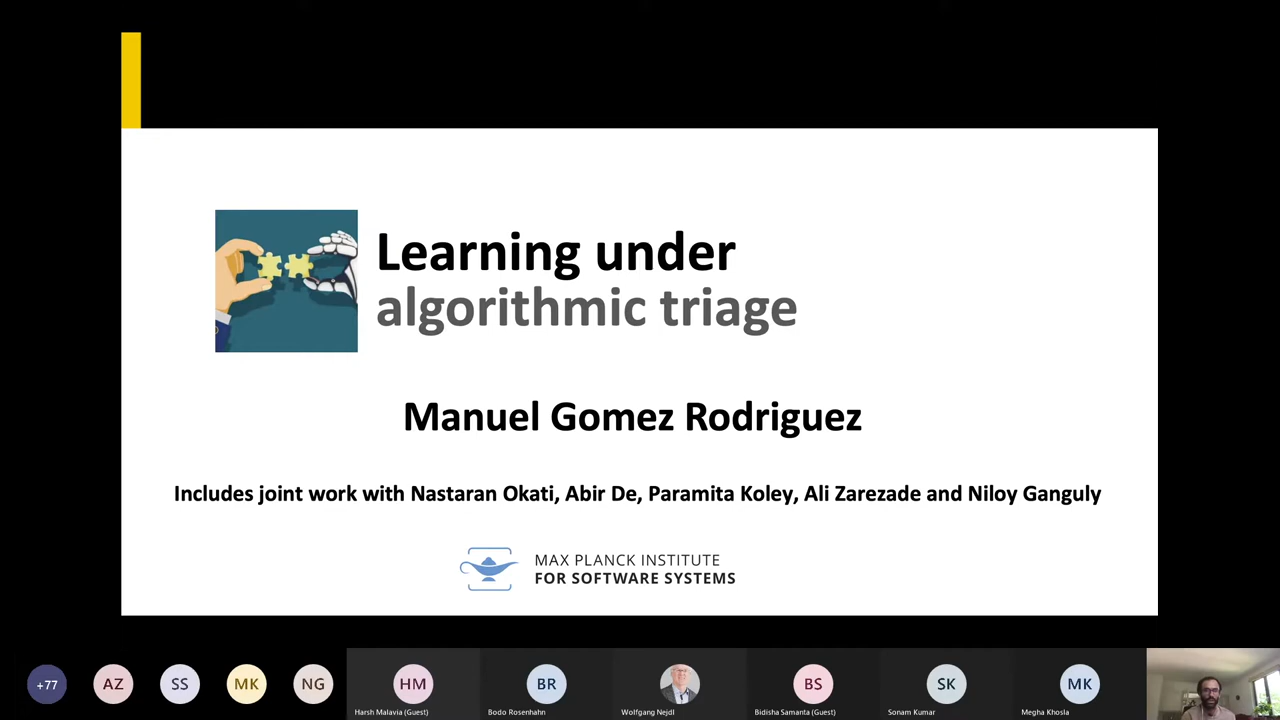 Learning under
algorithmic triage
Manuel Gomez Rodriguez
Includes joint work with Nastaran Okati, Abir De, Paramita Koley, Ali Zarezade and Niloy Ganguly
MAX PLANCK INSTITUTE
FOR SOFTWARE SYSTEMS
+77
AZ
SS
MK
NG
HM
BR
BS
SK
MK
Harsh Malavia (Guest)
Bodo Rosenhahn
Wolfgang Nejdl
Bidisha Samanta (Guest)
Sonam Kumar
Megha Khosla